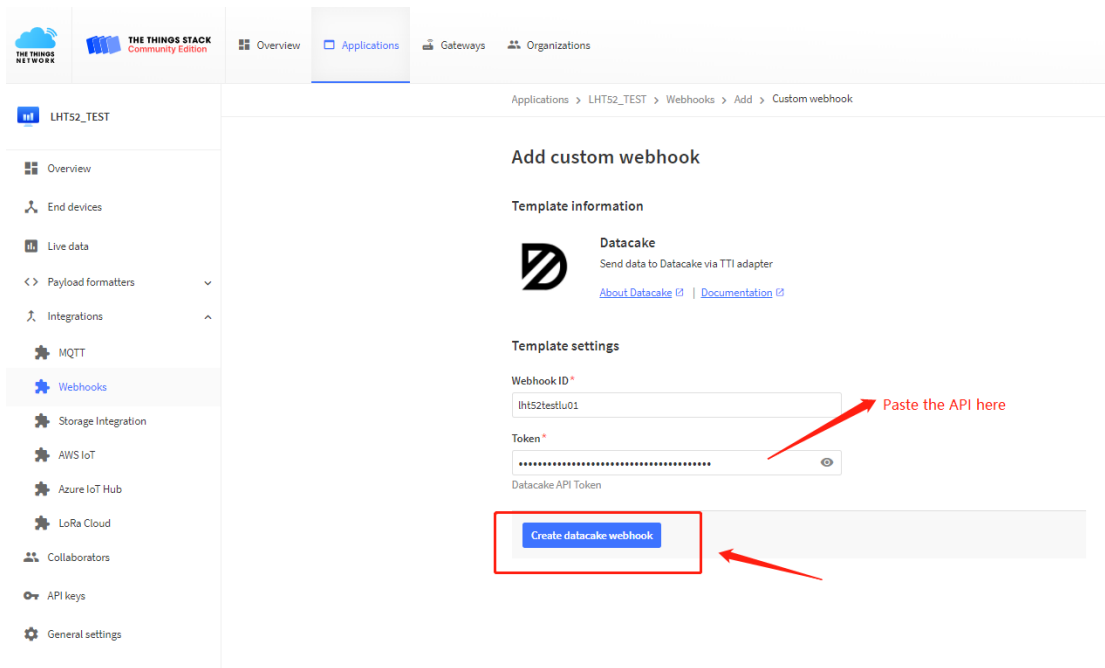 THE THINGS
NETWORK
THE THINGS STACK
Community Edition
Overview
Applications
Gateways
Organizations
LHT52_TEST
Applications > LHT52_TEST > Webhooks > Add > Custom webhook
Overview
End devices
Live data
Payload formatters
Integrations
MQTT
Webhooks
Storage Integration
AWS IoT
Azure IoT Hub
LoRa Cloud
Collaborators
API keys
General settings
Add custom webhook
Template information
Datacake
Send data to Datacake via TTI adapter
About Datacake | Documentation
Template settings
Webhook ID*
lht52testlu01
Paste the API here
Token*
••••••••••••••••••••••••••••••••••••••••
Datacake API Token
Create datacake webhook